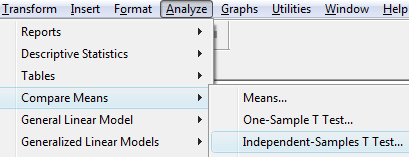 Transform Insert Format Analyze Graphs Utilities Window Help
Reports
Descriptive Statistics
Tables
Compare Means
Means...
General Linear Model
One-Sample T Test...
Generalized Linear Models
Independent-Samples T Test...